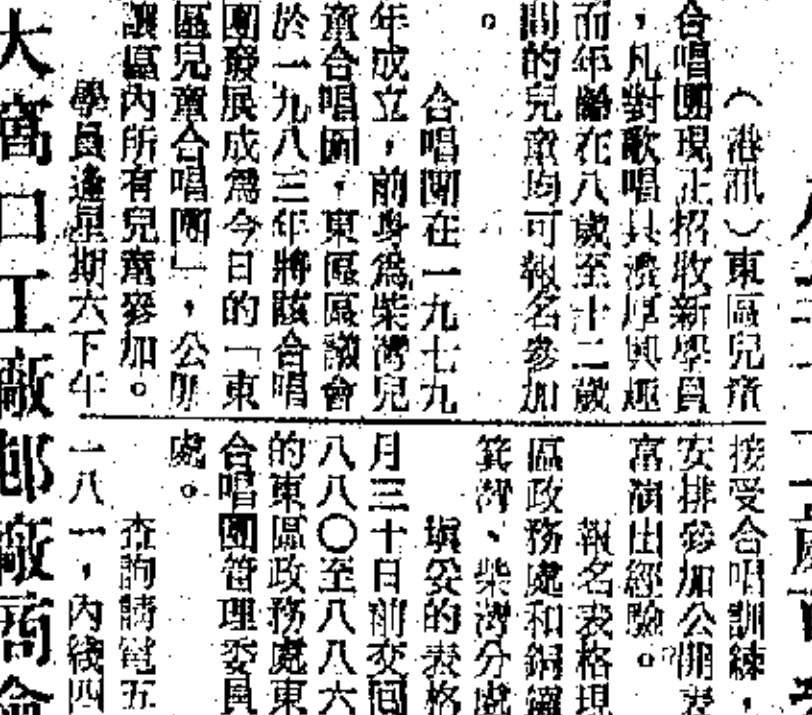 （港訊）東區兒童
合唱團現正招收新學員
，凡對歌唱具濃厚興趣
而年齡在八歲至十二歲
間的兒童均可報名參加
。
合唱團在一九七九
年成立，前身為柴灣兒
童合唱團，東區區議會
於一九八三年將該合唱
團發展成為今日的「東
區兒童合唱團」，公開
讓區內所有兒童參加。
學員逢星期六下午
接受合唱訓練，
安排參加公開表
富演出經驗。
報名表格現
區政務處和銅鑼
箕灣、柴灣分處
填妥的表格
月三十日前交回
八八〇至八八六
的東區政務處東
合唱團管理委員
處。
查詢請電五
一八一，內綫四
大窩口工廠邨廠商